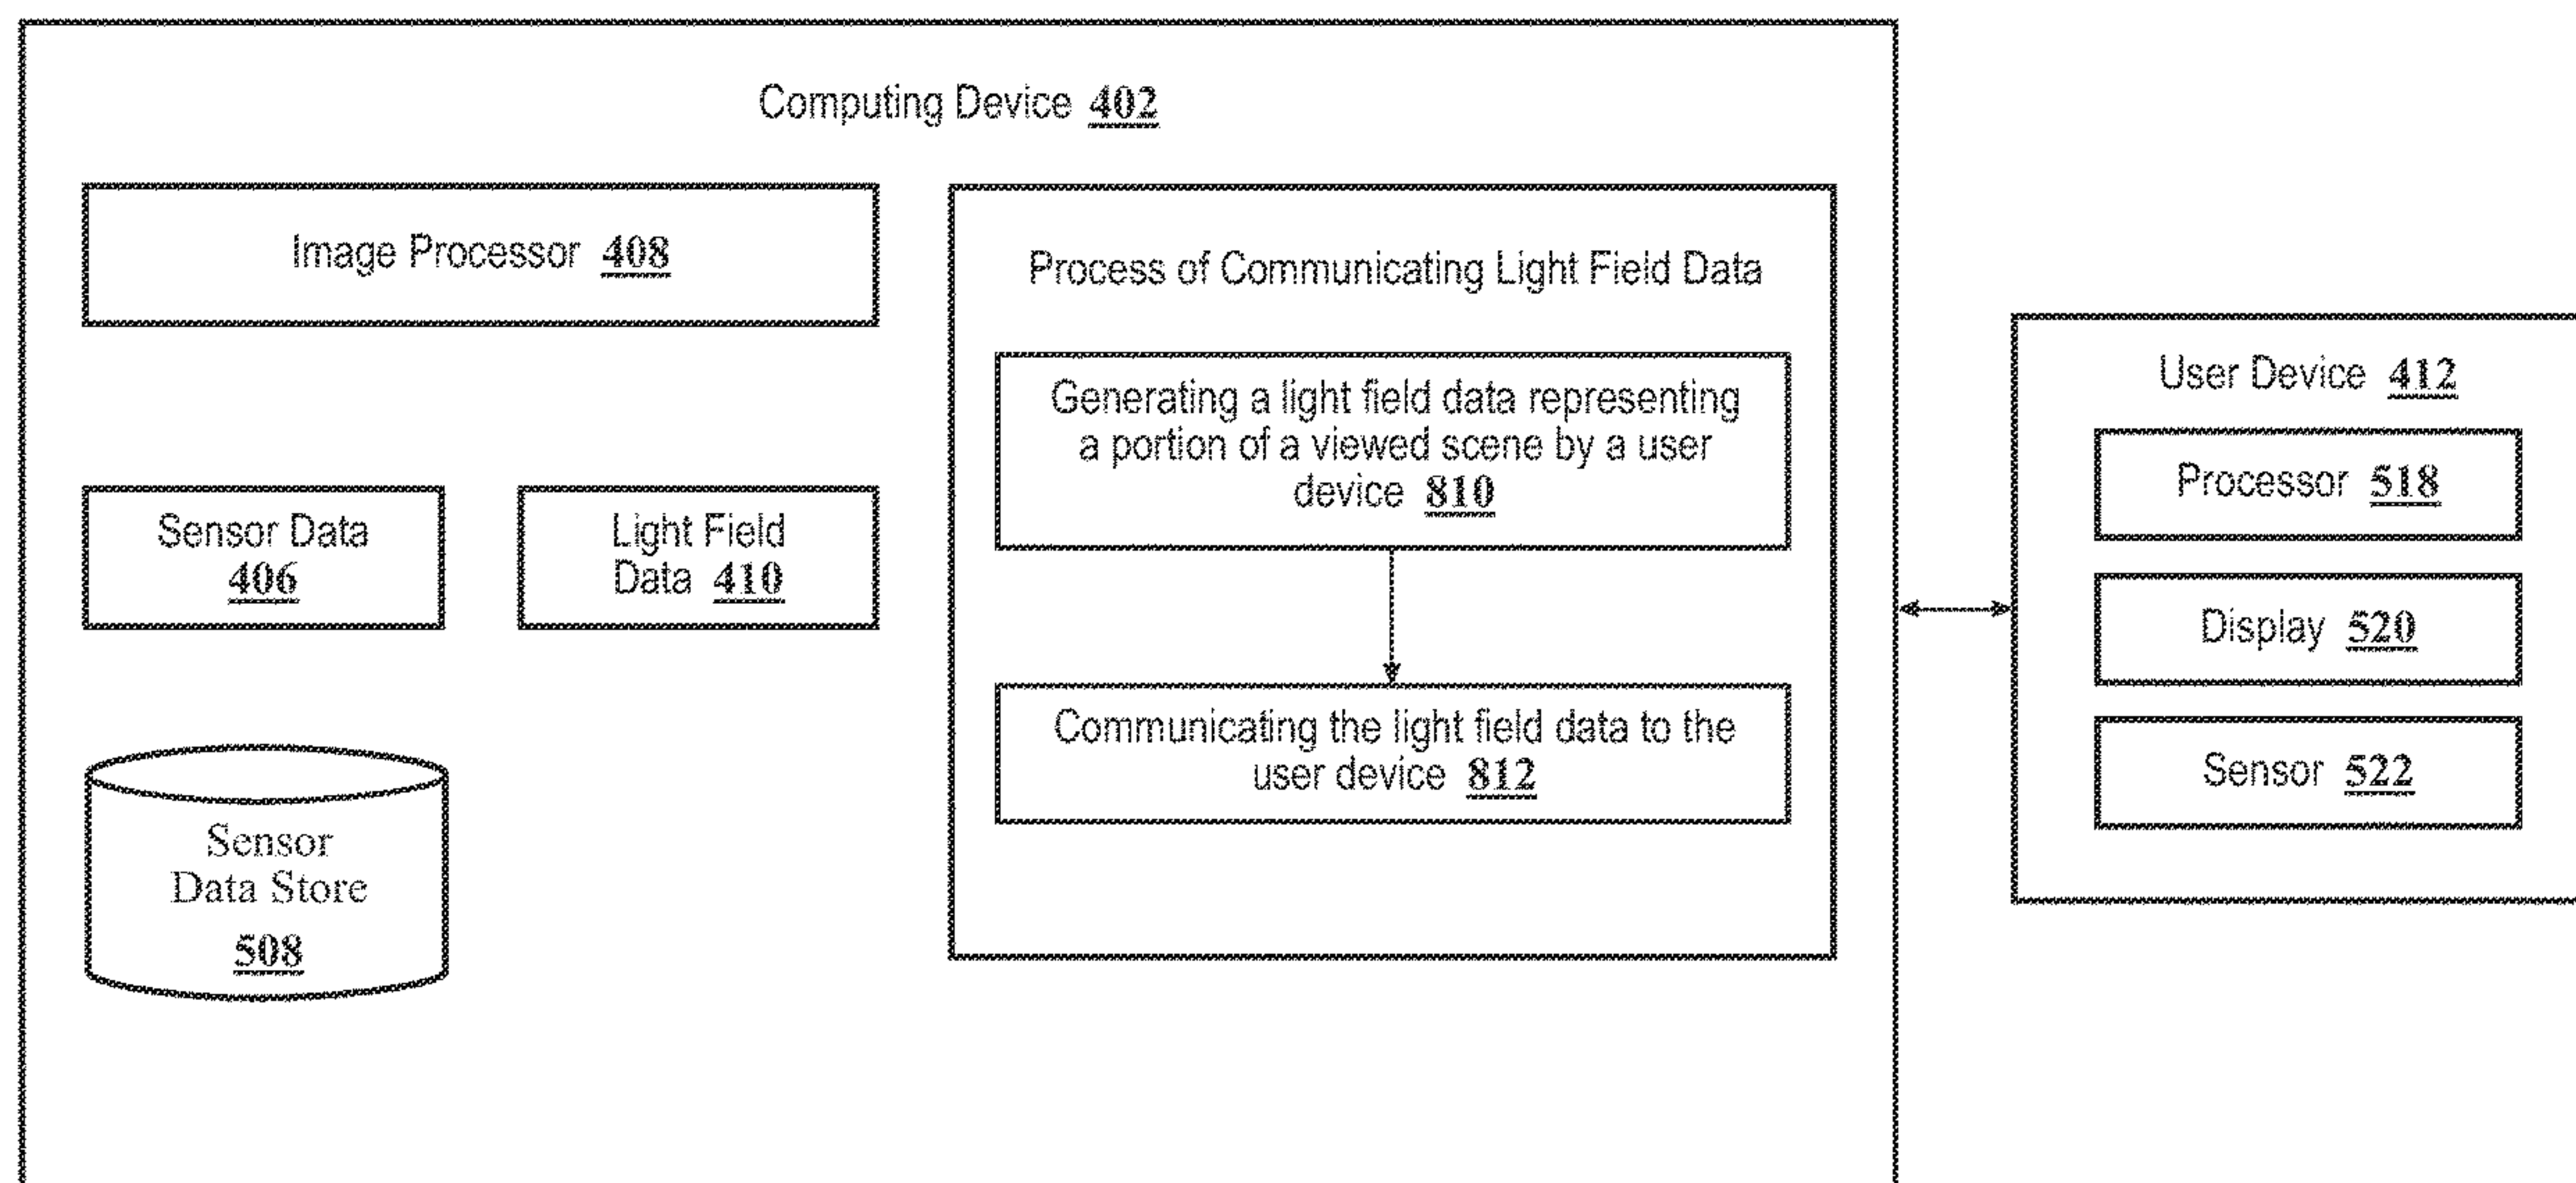 Computing Device 402
Image Processor 408
Sensor Data
406
Light Field
Data 410
Sensor
Data Store
508
Process of Communicating Light Field Data
Generating a light field data representing
a portion of a viewed scene by a user
device 810
Communicating the light field data to the
user device 812
User Device 412
Processor 518
Display 520
Sensor 522